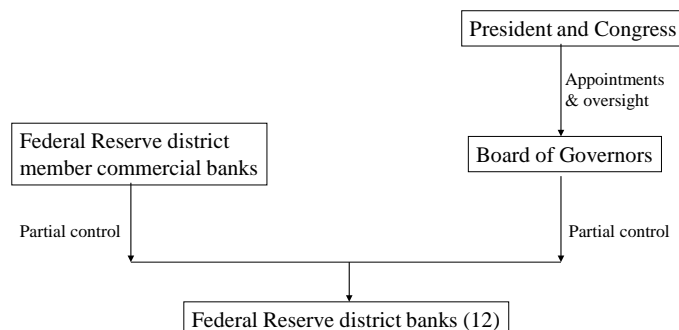 President and Congress
Appointments
& oversight
Federal Reserve district
member commercial banks
Board of Governors
Partial control
Partial control
Federal Reserve district banks (12)